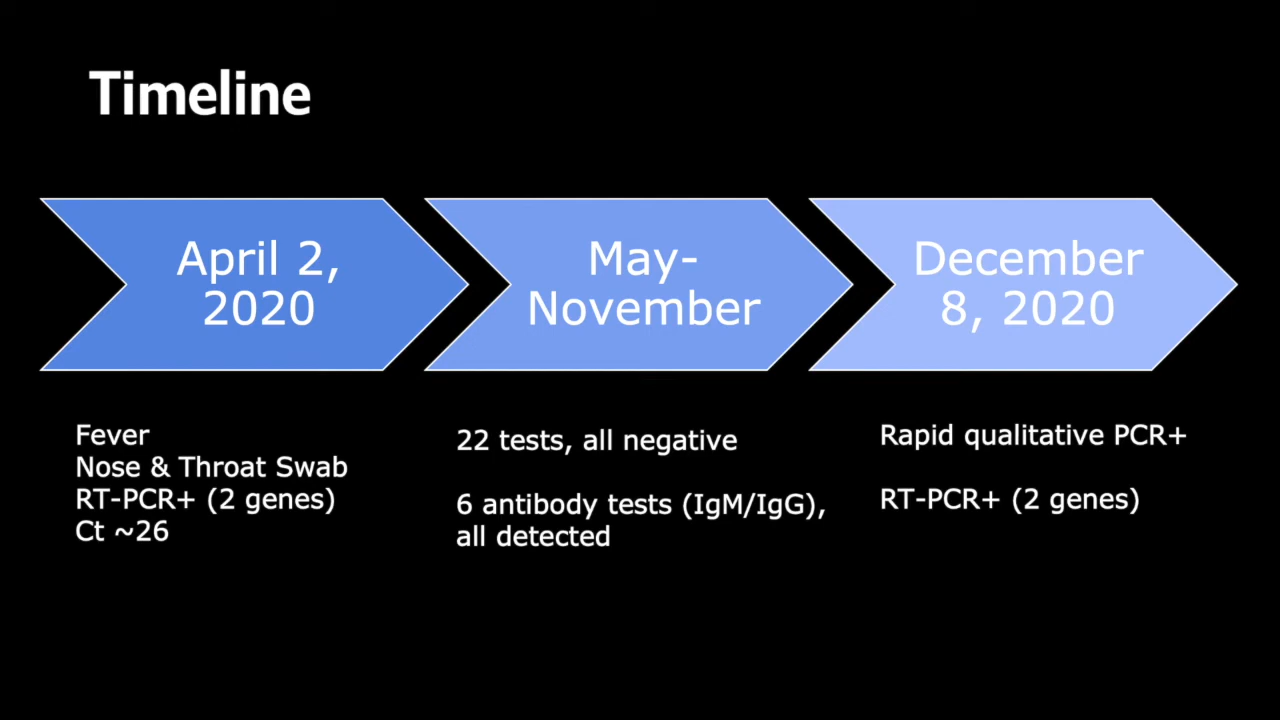 Timeline
April 2,
2020
May-
November
December
8, 2020
Fever
Nose & Throat Swab
RT-PCR+ (2 genes)
Ct ~26
22 tests, all negative
6 antibody tests (IgM/IgG),
all detected
Rapid qualitative PCR+
RT-PCR+ (2 genes)